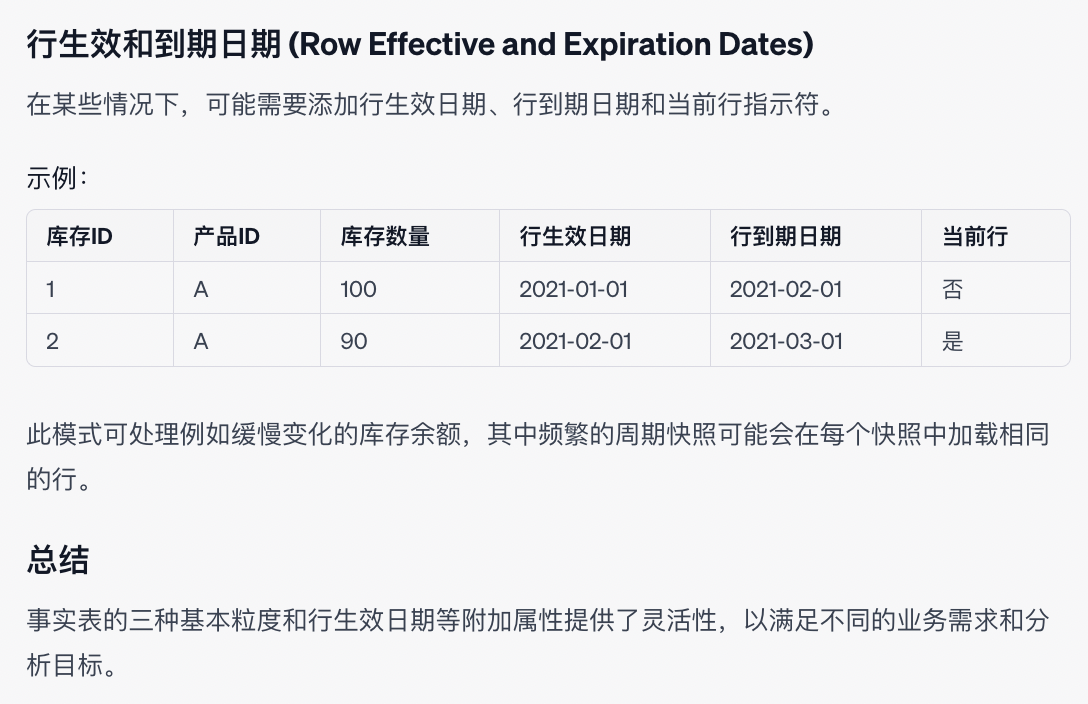 行生效和到期日期 (Row Effective and Expiration Dates)
在某些情况下，可能需要添加行生效日期、行到期日期和当前行指示符。
示例：
库存ID 产品ID 库存数量 行生效日期 行到期日期 当前行
1 A 100 2021-01-01 2021-02-01 否
2 A 90 2021-02-01 2021-03-01 是
此模式可处理例如缓慢变化的库存余额，其中频繁的周期快照可能会在每个快照中加载相同
的行。
总结
事实表的三种基本粒度和行生效日期等附加属性提供了灵活性，以满足不同的业务需求和分
析目标。